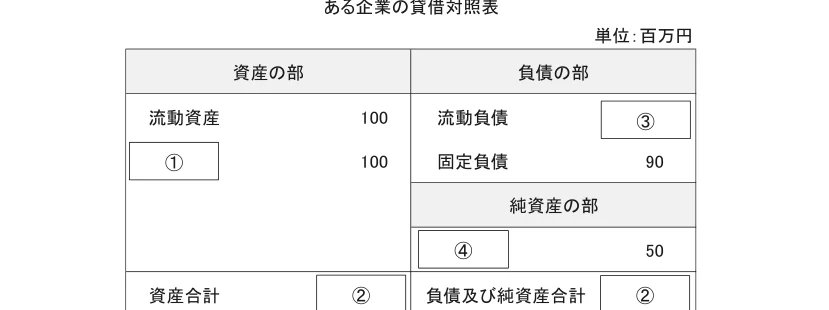 ある企業の貸借対照表
単位：百万円
資産の部 負債の部
流動資産 100 流動負債 ③
① 100 固定負債 90
純資産の部
④ 50
資産合計 ② 負債及び純資産合計 ②